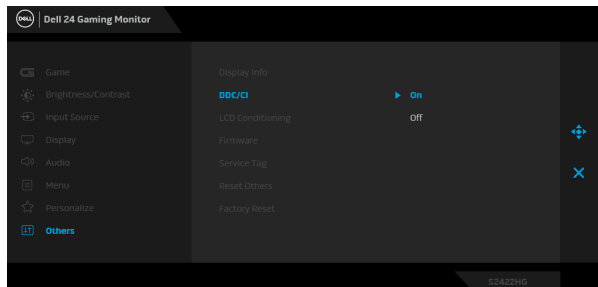 DELL Dell 24 Gaming Monitor
Game
Brightness/Contrast
Input Source
Display
Audio
Menu
Personalize
Others
Display Info
DDC/CI On
LCD Conditioning Off
Firmware
Service Tag
Reset Others
Factory Reset
S2422HG